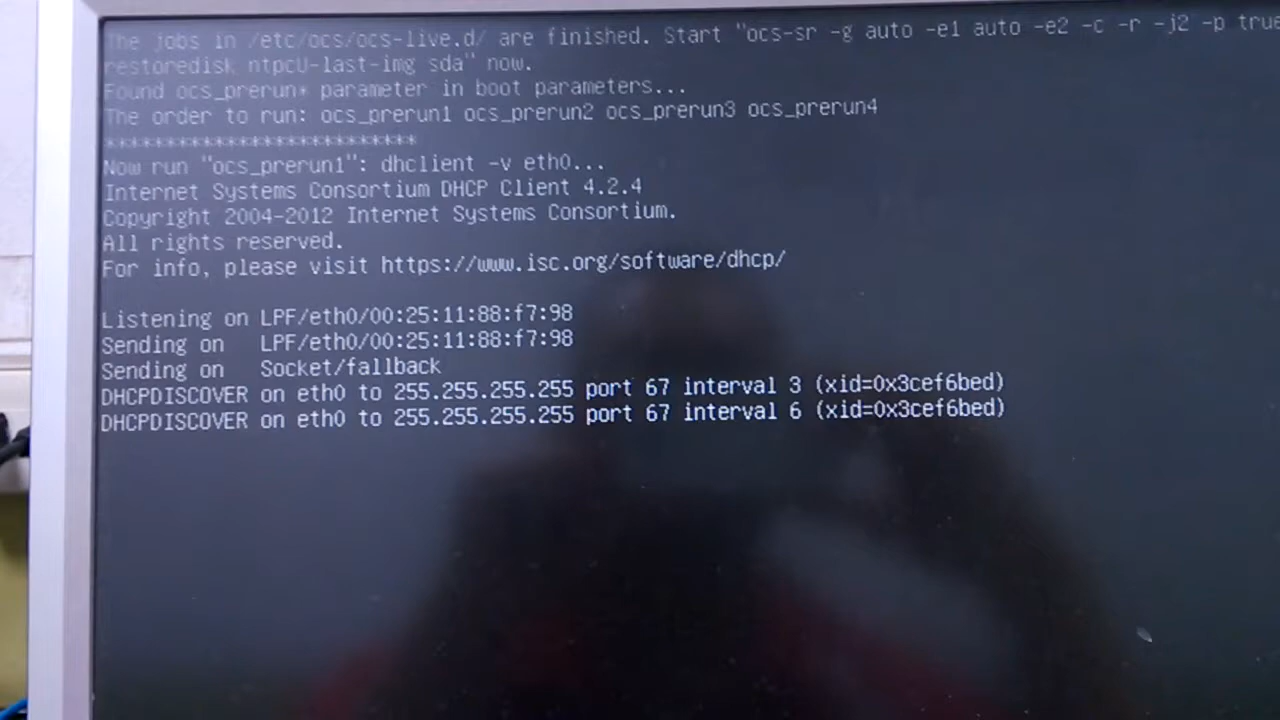 The jobs in /etc/ocs/ocs-live.d/ are finished. Start "ocs-sr -g auto -e1 auto -e2 -c -r -j2 -p true
restoredisk ntpcU-last-img sda" now.
Found ocs_prerun* parameter in boot parameters...
The order to run: ocs_prerun1 ocs_prerun2 ocs_prerun3 ocs_prerun4
**************************
Now run "ocs_prerun1": dhclient -v eth0...
Internet Systems Consortium DHCP Client 4.2.4
Copyright 2004-2012 Internet Systems Consortium.
All rights reserved.
For info, please visit https://www.isc.org/software/dhcp/
Listening on LPF/eth0/00:25:11:88:f7:98
Sending on   LPF/eth0/00:25:11:88:f7:98
Sending on   Socket/fallback
DHCPDISCOVER on eth0 to 255.255.255.255 port 67 interval 3 (xid=0x3cef6bed)
DHCPDISCOVER on eth0 to 255.255.255.255 port 67 interval 6 (xid=0x3cef6bed)